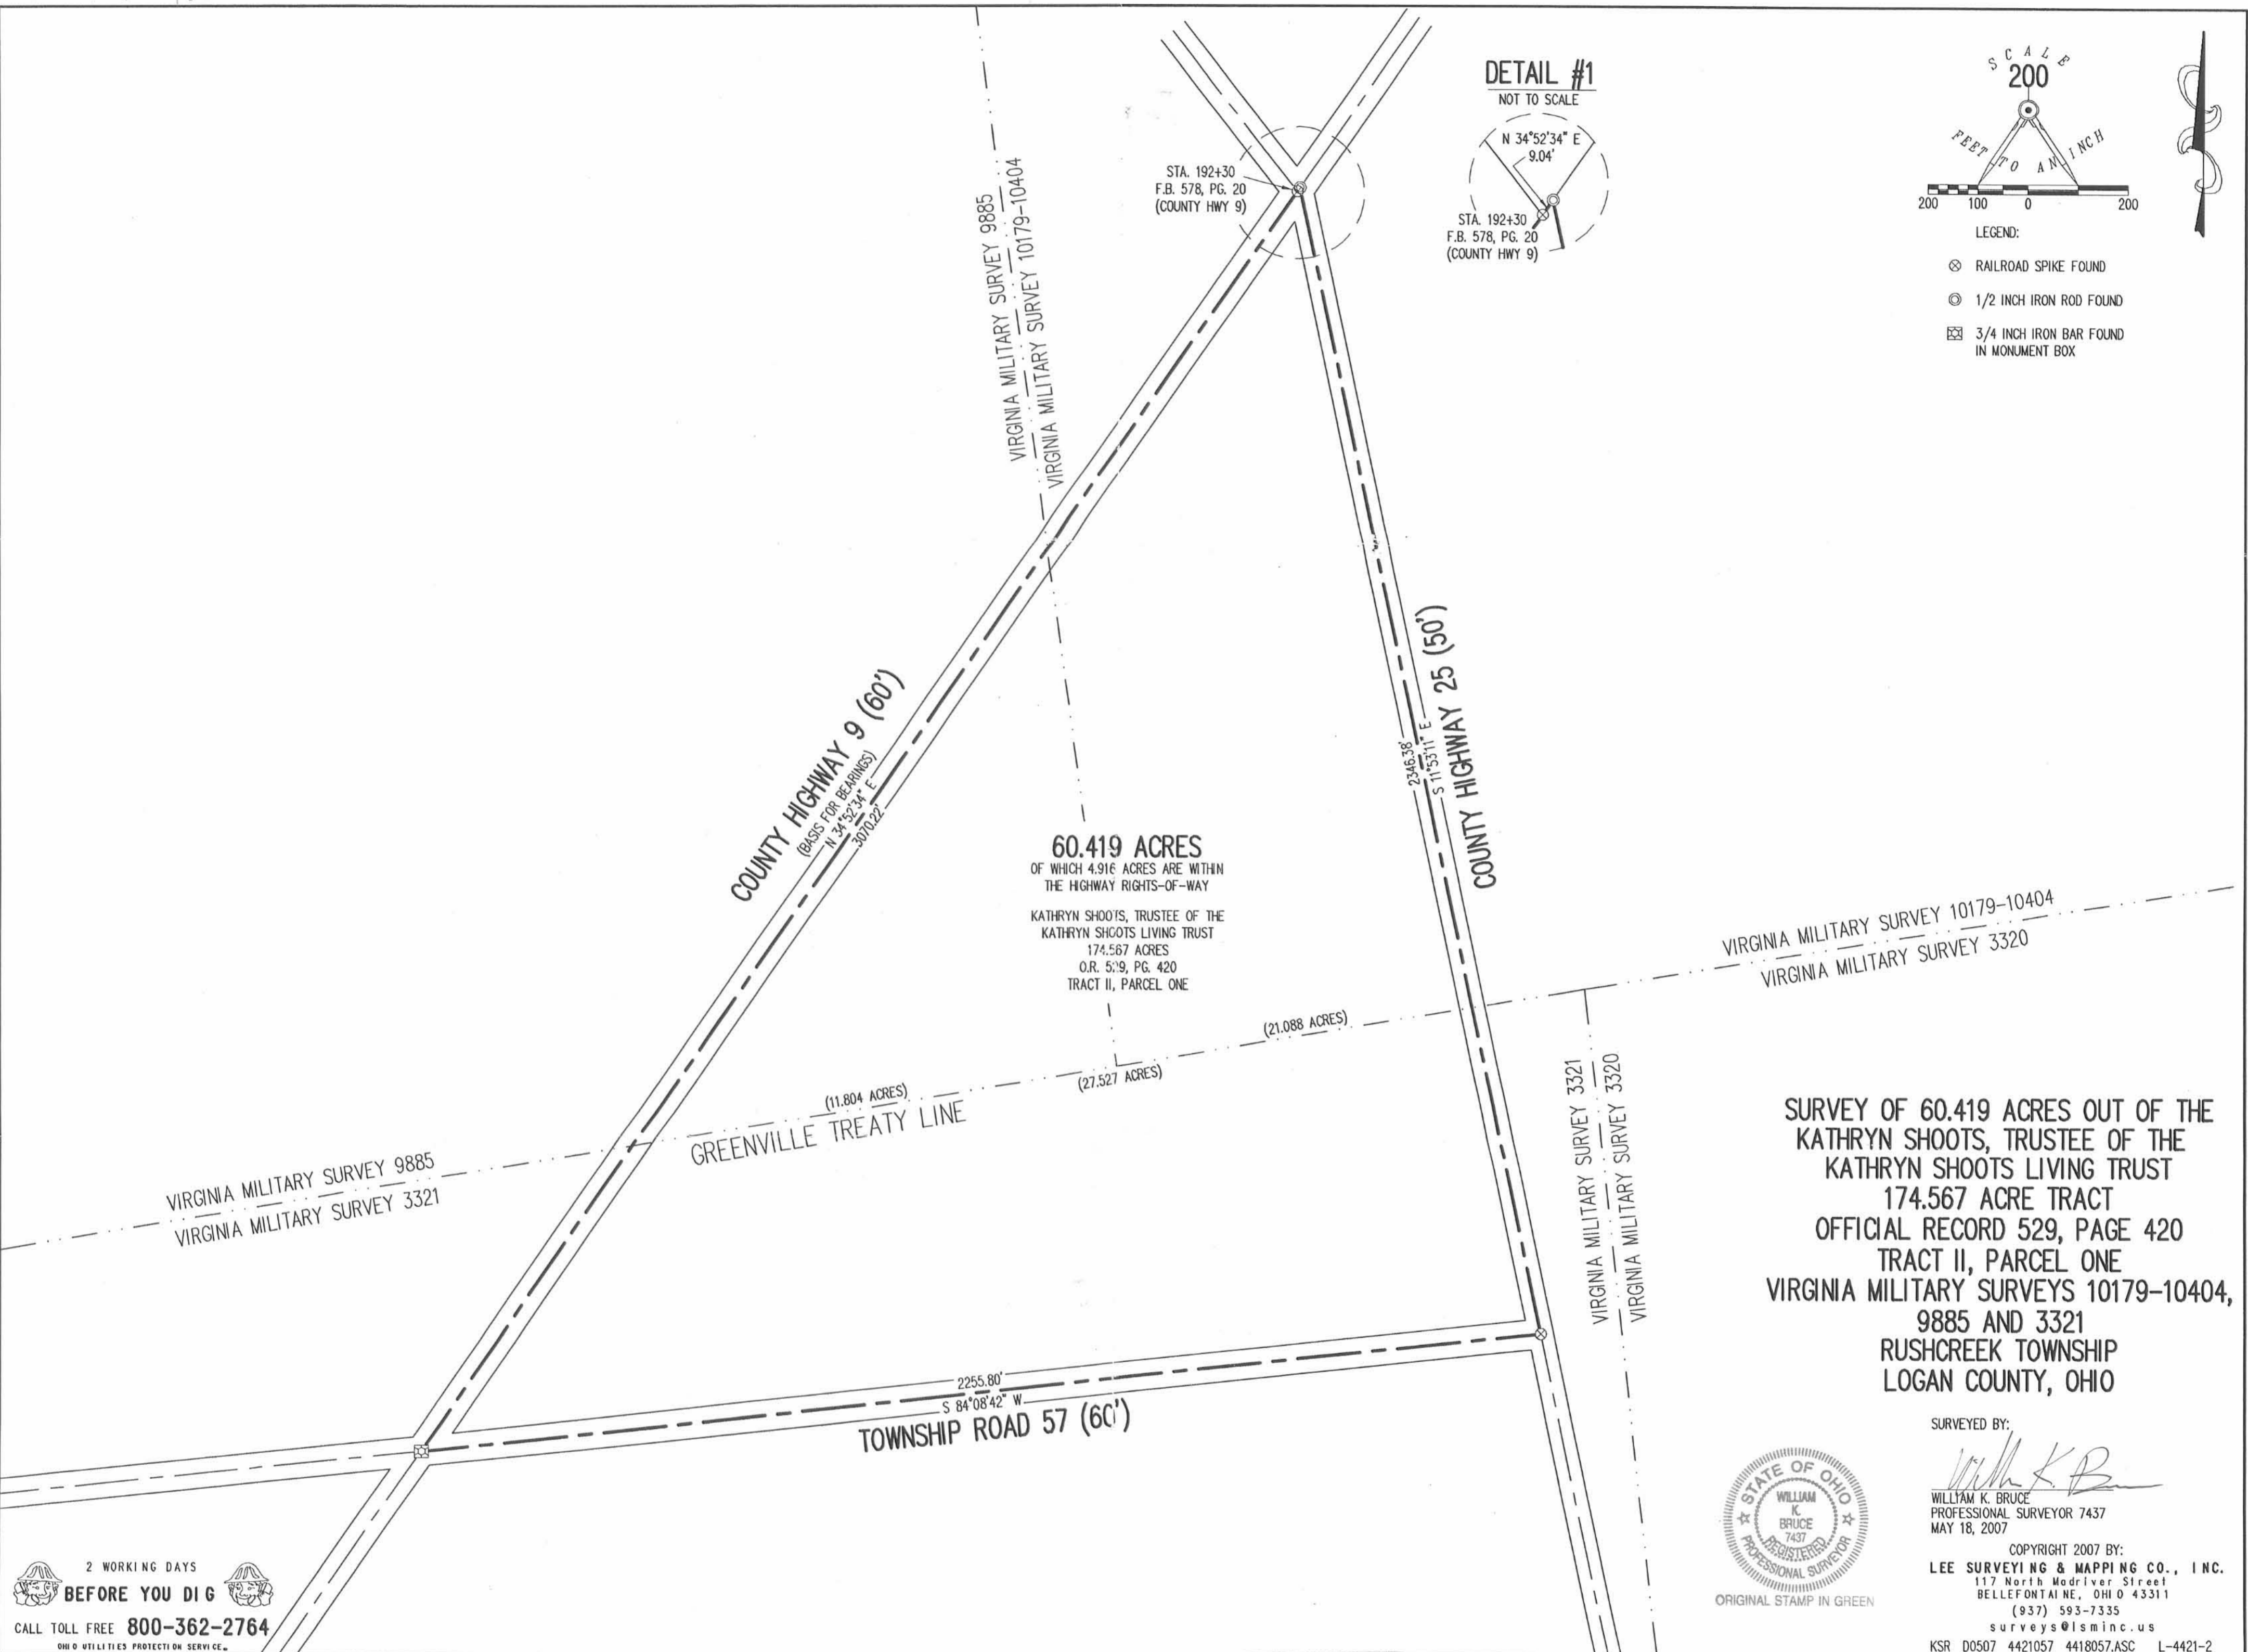 DETAIL #1
NOT TO SCALE
N 34°52'34" E
9.04'
STA. 192+30
F.B. 578, PG. 20
(COUNTY HWY 9)
STA. 192+30
F.B. 578, PG. 20
(COUNTY HWY 9)
SCALE
200
FEET TO AN INCH
200 100 0 200
LEGEND:
RAILROAD SPIKE FOUND
1/2 INCH IRON ROD FOUND
3/4 INCH IRON BAR FOUND
IN MONUMENT BOX
VIRGINIA MILITARY SURVEY 9885
VIRGINIA MILITARY SURVEY 10179-10404
COUNTY HIGHWAY 9 (60')
(BASIS FOR BEARINGS)
N 34°52'34" E
3070.22'
2346.38'
S 11°53'11" E
COUNTY HIGHWAY 25 (50')
60.419 ACRES
OF WHICH 4.916 ACRES ARE WITHIN
THE HIGHWAY RIGHTS-OF-WAY
KATHRYN SHOOTS, TRUSTEE OF THE
KATHRYN SHOOTS LIVING TRUST
174.567 ACRES
O.R. 529, PG. 420
TRACT II, PARCEL ONE
VIRGINIA MILITARY SURVEY 10179-10404
VIRGINIA MILITARY SURVEY 3320
(21.088 ACRES)
(27.527 ACRES)
(11.804 ACRES)
GREENVILLE TREATY LINE
VIRGINIA MILITARY SURVEY 9885
VIRGINIA MILITARY SURVEY 3321
VIRGINIA MILITARY SURVEY 3321
VIRGINIA MILITARY SURVEY 3320
2255.80'
S 84°08'42" W
TOWNSHIP ROAD 57 (60')
SURVEY OF 60.419 ACRES OUT OF THE
KATHRYN SHOOTS, TRUSTEE OF THE
KATHRYN SHOOTS LIVING TRUST
174.567 ACRE TRACT
OFFICIAL RECORD 529, PAGE 420
TRACT II, PARCEL ONE
VIRGINIA MILITARY SURVEYS 10179-10404,
9885 AND 3321
RUSHCREEK TOWNSHIP
LOGAN COUNTY, OHIO
SURVEYED BY:
William K. Bruce
WILLIAM K. BRUCE
PROFESSIONAL SURVEYOR 7437
MAY 18, 2007
COPYRIGHT 2007 BY:
LEE SURVEYING & MAPPING CO., INC.
117 North Madriver Street
BELLEFONTAINE, OHIO 43311
(937) 593-7335
surveys@lsminc.us
KSR D0507 4421057 4418057.ASC L-4421-2
STATE OF OHIO
WILLIAM
K.
BRUCE
7437
REGISTERED
PROFESSIONAL SURVEYOR
ORIGINAL STAMP IN GREEN
2 WORKING DAYS
BEFORE YOU DIG
CALL TOLL FREE 800-362-2764
OHIO UTILITIES PROTECTION SERVICE